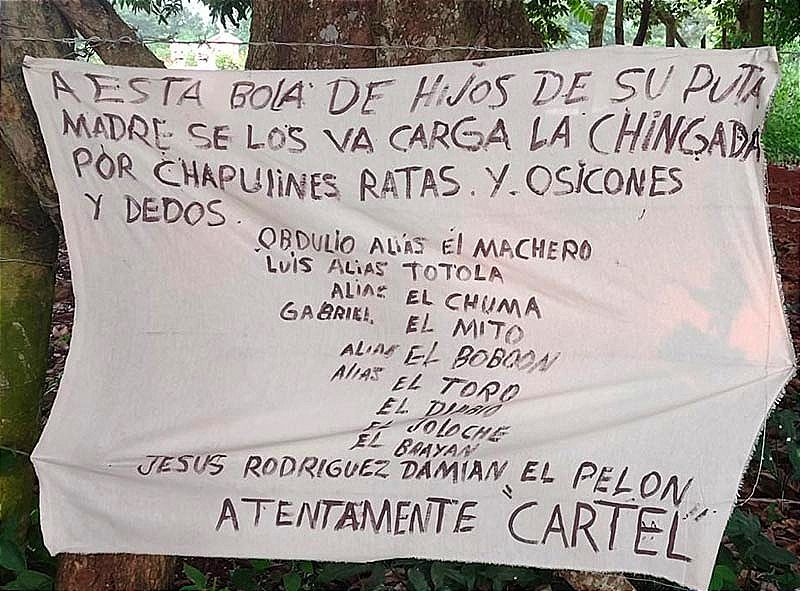 A ESTA BOLA DE HIJOS DE SU PUTA
MADRE SE LOS VA CARGA LA CHINGADA
POR CHAPULINES RATAS. Y. OSICONES
Y DEDOS.
OBDULIO ALIAS El MACHERO
LUIS ALIAS TOTOLA
ALIAS EL CHUMA
GABRIEL EL MITO
ALIAS EL BOBOON
ALIAS EL TORO
EL DIABLO
EL JOLOCHE
EL BRAYAN
JESUS RODRIGUEZ DAMIAN EL PELON
ATENTAMENTE "CARTEL"